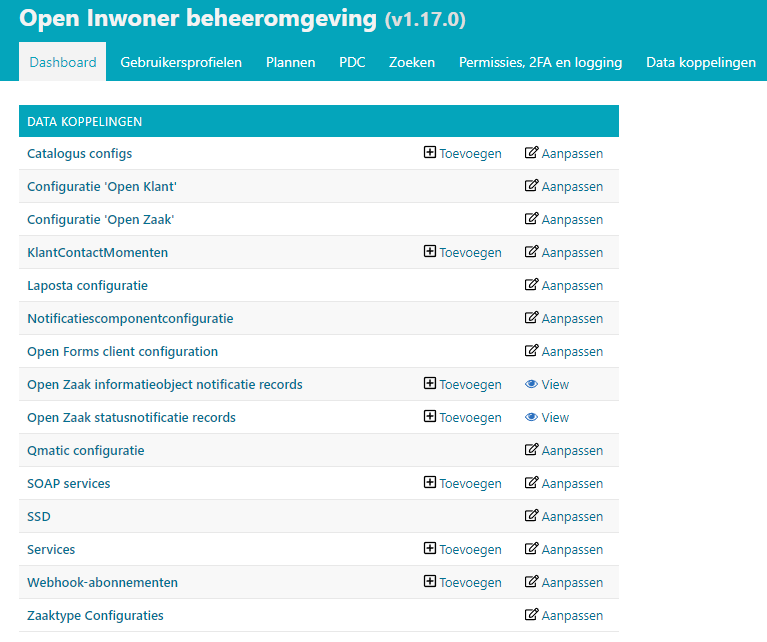 Open Inwoner beheeromgeving (v1.17.0)
Dashboard Gebruikersprofielen Plannen PDC Zoeken Permissies, 2FA en logging Data koppelingen
DATA KOPPELINGEN
Catalogus configs Toevoegen Aanpassen
Configuratie 'Open Klant' Aanpassen
Configuratie 'Open Zaak' Aanpassen
KlantContactMomenten Toevoegen Aanpassen
Laposta configuratie Aanpassen
Notificatiescomponentconfiguratie Aanpassen
Open Forms client configuration Aanpassen
Open Zaak informatieobject notificatie records Toevoegen View
Open Zaak statusnotificatie records Toevoegen View
Qmatic configuratie Aanpassen
SOAP services Toevoegen Aanpassen
SSD Aanpassen
Services Toevoegen Aanpassen
Webhook-abonnementen Toevoegen Aanpassen
Zaaktype Configuraties Aanpassen